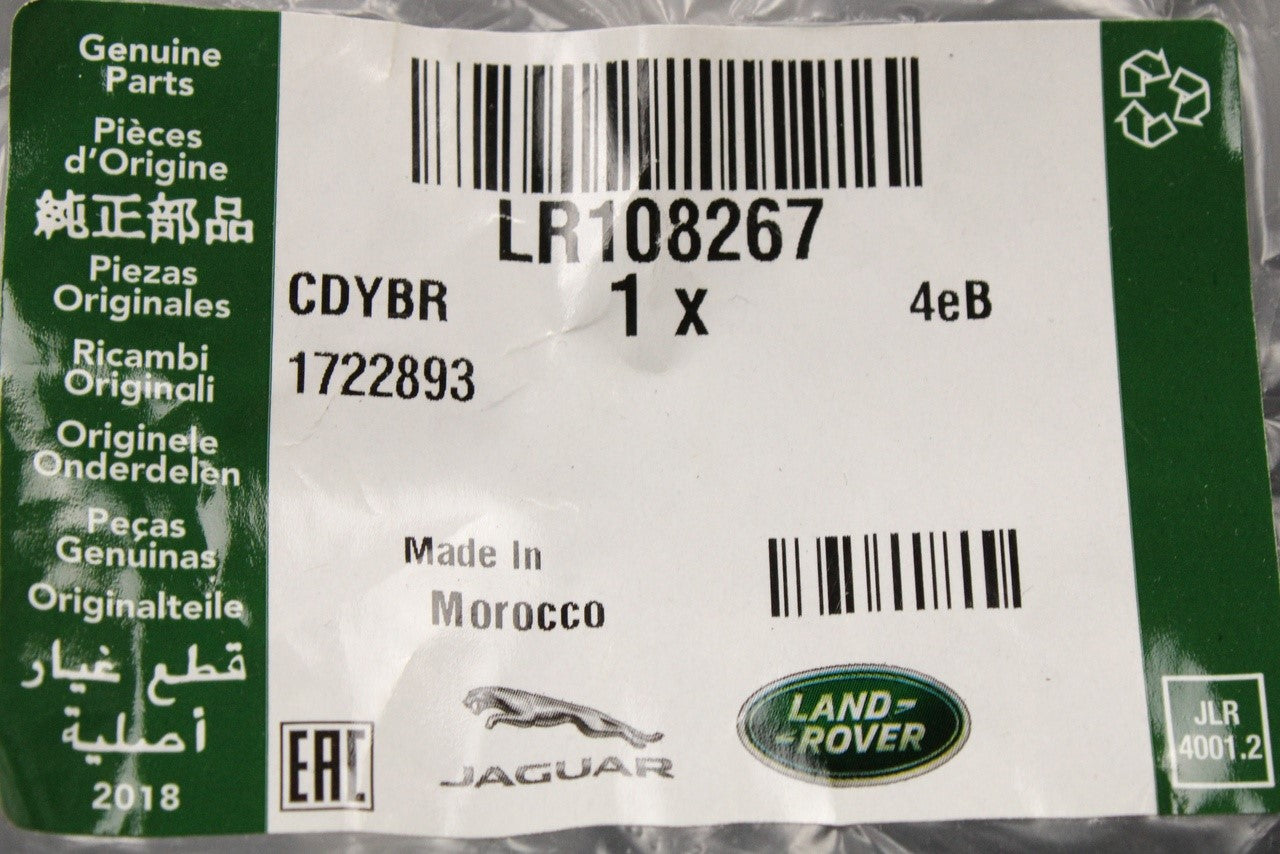 Genuine
Parts
Pièces
d'Origine
純正部品
Piezas
Originales
Ricambi
Originali
Originele
Onderdelen
Peças
Genuinas
Originalteile
قطع غيار
أصلية
2018
LR108267
CDYBR 1 x 4eB
1722893
Made In
Morocco
EAC
JAGUAR
LAND-
-ROVER
JLR
4001.2